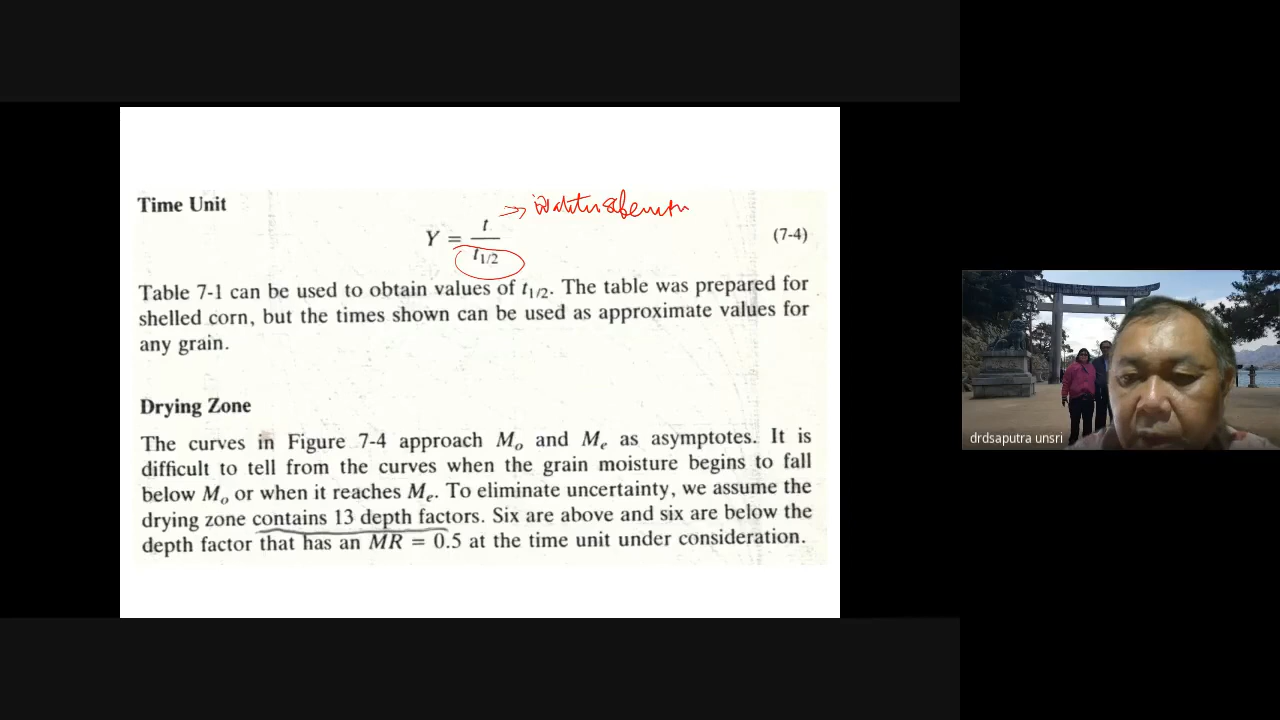 Time Unit
Y = t / t1/2
(7-4)
Table 7-1 can be used to obtain values of t1/2. The table was prepared for
shelled corn, but the times shown can be used as approximate values for
any grain.
Drying Zone
The curves in Figure 7-4 approach Mo and Me as asymptotes. It is
difficult to tell from the curves when the grain moisture begins to fall
below Mo or when it reaches Me. To eliminate uncertainty, we assume the
drying zone contains 13 depth factors. Six are above and six are below the
depth factor that has an MR = 0.5 at the time unit under consideration.
drdsaputra unsri